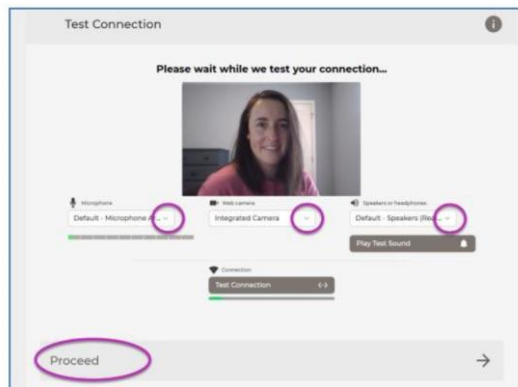 Test Connection
Please wait while we test your connection...
Microphone Web camera Speakers or headphones
Default - Microphone A... Integrated Camera Default - Speakers (Rea...
Play Test Sound
Connection
Test Connection
Proceed